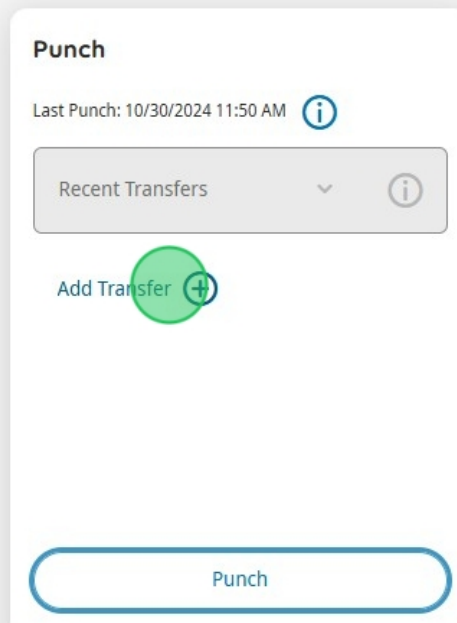 Punch
Last Punch: 10/30/2024 11:50 AM
Recent Transfers
Add Transfer
Punch